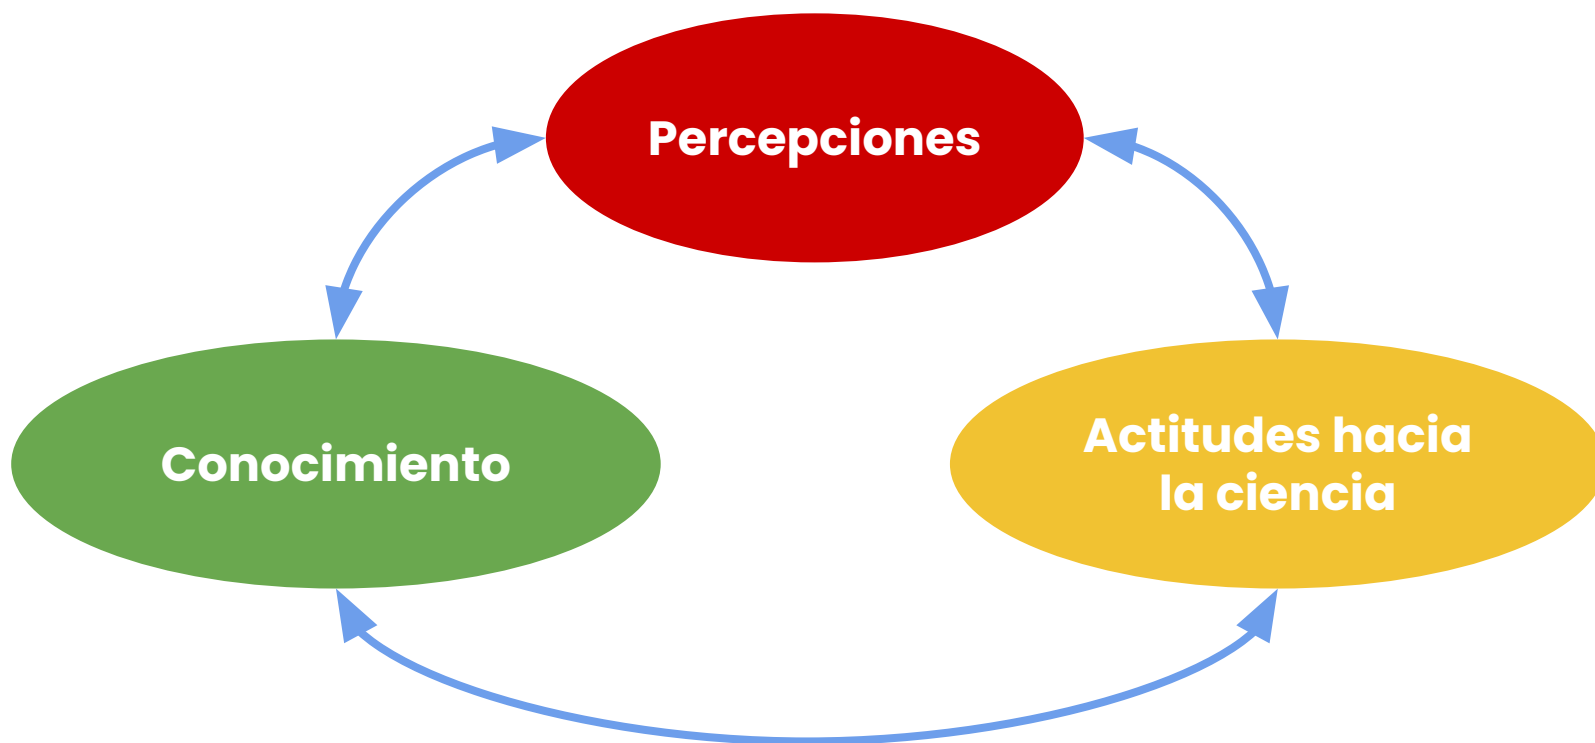 Percepciones
Conocimiento
Actitudes hacia
la ciencia